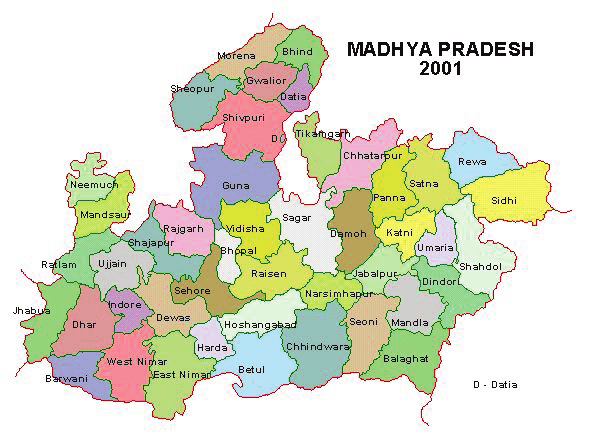 MADHYA PRADESH
2001
Morena
Bhind
Gwalior
Sheopur
Datia
Shivpuri
Tikamgarh
D(
Chhatarpur
Rewa
Neemuch
Guna
Panna
Satna
Sidhi
Mandsaur
Rajgarh
Vidisha
Sagar
Damoh
Katni
Shajapur
Bhopal
Umaria
Ratlam
Ujjain
Raisen
Jabalpur
Shahdol
Dindori
Sehore
Narsimhapur
Jhabua
Indore
Dewas
Dhar
Hoshangabad
Seoni
Mandla
Harda
Chhindwara
West Nimar
Balaghat
Barwani
East Nimar
Betul
D - Datia